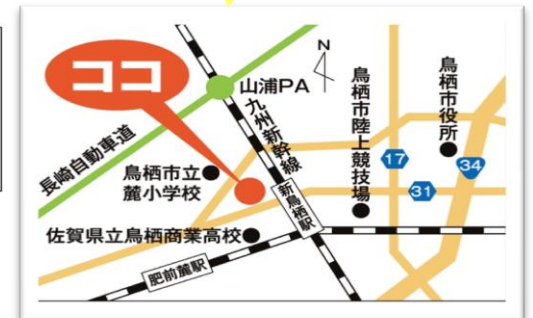 ココ
N
山浦PA
長崎自動車道
九州新幹線
鳥栖市立
麓小学校
新鳥栖駅
鳥栖市陸上競技場
鳥栖市役所
17
34
31
佐賀県立鳥栖商業高校
肥前麓駅